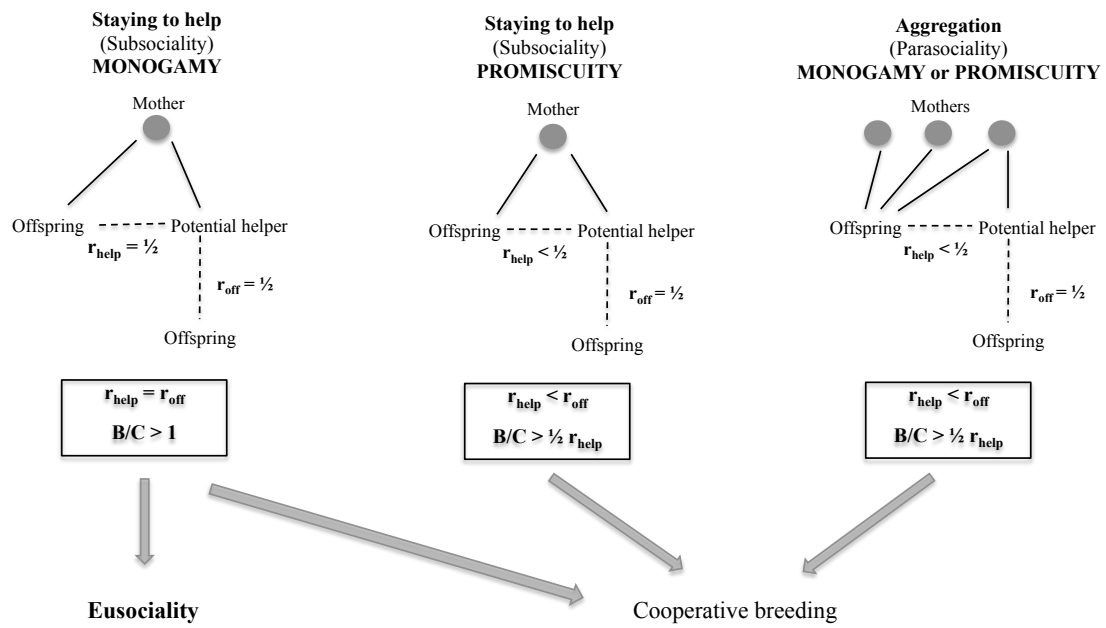 Staying to help
(Subsociality)
MONOGAMY
Mother
Offspring
Potential helper
r_help = ½
r_off = ½
Offspring
r_help = r_off
B/C > 1
Staying to help
(Subsociality)
PROMISCUITY
Mother
Offspring
Potential helper
r_help < ½
r_off = ½
Offspring
r_help < r_off
B/C > ½ r_help
Aggregation
(Parasociality)
MONOGAMY or PROMISCUITY
Mothers
Offspring
Potential helper
r_help < ½
r_off = ½
Offspring
r_help < r_off
B/C > ½ r_help
Eusociality
Cooperative breeding